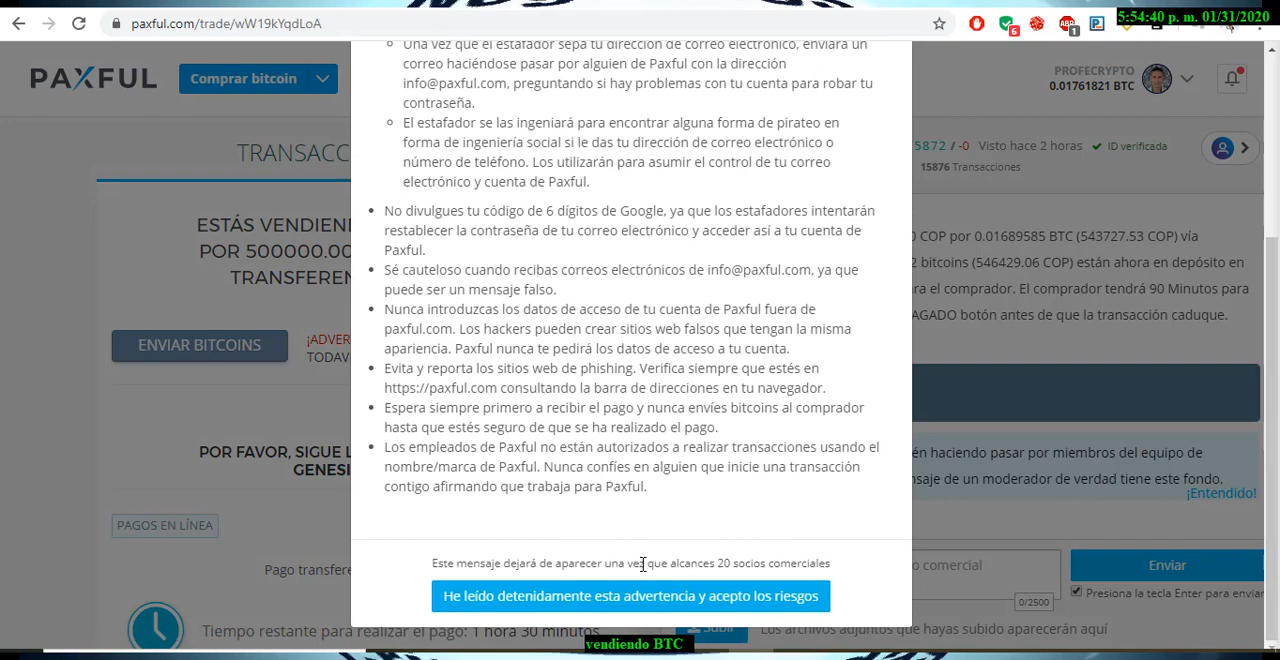 paxful.com/trade/wW19kYqdLoA
5:54:40 p. m. 01/31/2020
6
ABP
1
PAXFUL
Comprar bitcoin
PROFECRYPTO
0.01761821 BTC
Una vez que el estafador sepa tu dirección de correo electrónico, enviará un
correo haciéndose pasar por alguien de Paxful con la dirección
info@paxful.com, preguntando si hay problemas con tu cuenta para robar tu
contraseña.
El estafador se las ingeniará para encontrar alguna forma de pirateo en
forma de ingeniería social si le das tu dirección de correo electrónico o
número de teléfono. Los utilizarán para asumir el control de tu correo
electrónico y cuenta de Paxful.
No divulgues tu código de 6 dígitos de Google, ya que los estafadores intentarán
restablecer la contraseña de tu correo electrónico y acceder así a tu cuenta de
Paxful.
Sé cauteloso cuando recibas correos electrónicos de info@paxful.com, ya que
puede ser un mensaje falso.
Nunca introduzcas los datos de acceso de tu cuenta de Paxful fuera de
paxful.com. Los hackers pueden crear sitios web falsos que tengan la misma
apariencia. Paxful nunca te pedirá los datos de acceso a tu cuenta.
Evita y reporta los sitios web de phishing. Verifica siempre que estés en
https://paxful.com consultando la barra de direcciones en tu navegador.
Espera siempre primero a recibir el pago y nunca envíes bitcoins al comprador
hasta que estés seguro de que se ha realizado el pago.
Los empleados de Paxful no están autorizados a realizar transacciones usando el
nombre/marca de Paxful. Nunca confíes en alguien que inicie una transacción
contigo afirmando que trabaja para Paxful.
Este mensaje dejará de aparecer una vez que alcances 20 socios comerciales
He leído detenidamente esta advertencia y acepto los riesgos
TRANSACC
ESTÁS VENDIEN
POR 500000.00
TRANSFEREN
ENVIAR BITCOINS
¡ADVER
TODAV
POR FAVOR, SIGUE L
GENESI
PAGOS EN LÍNEA
Pago transfere
Tiempo restante para realizar el pago: 1 hora 30 minutos
Subir
5872 / -0 Visto hace 2 horas ID verificada
15876 Transacciones
0 COP por 0.01689585 BTC (543727.53 COP) vía
2 bitcoins (546429.06 COP) están ahora en depósito en
ra el comprador. El comprador tendrá 90 Minutos para
AGADO botón antes de que la transacción caduque.
én haciendo pasar por miembros del equipo de
nsaje de un moderador de verdad tiene este fondo.
¡Entendido!
o comercial
0/2500
Enviar
Presiona la tecla Enter para enviar
Los archivos adjuntos que hayas subido aparecerán aquí
vendiendo BTC